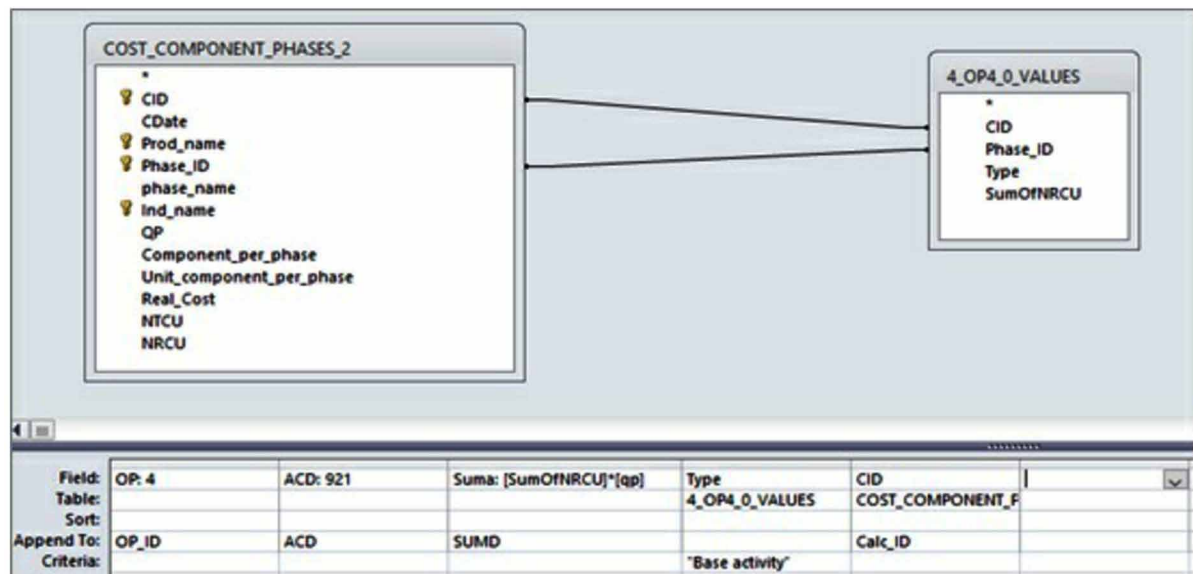 COST_COMPONENT_PHASES_2
*
CID
CDate
Prod_name
Phase_ID
phase_name
Ind_name
QP
Component_per_phase
Unit_component_per_phase
Real_Cost
NTCU
NRCU
4_OP4_0_VALUES
*
CID
Phase_ID
Type
SumOfNRCU
Field: OP: 4 ACD: 921 Suma: [SumOfNRCU]*[qp] Type CID
Table: 4_OP4_0_VALUES COST_COMPONENT_F
Sort:
Append To: OP_ID ACD SUMD Calc_ID
Criteria: "Base activity"